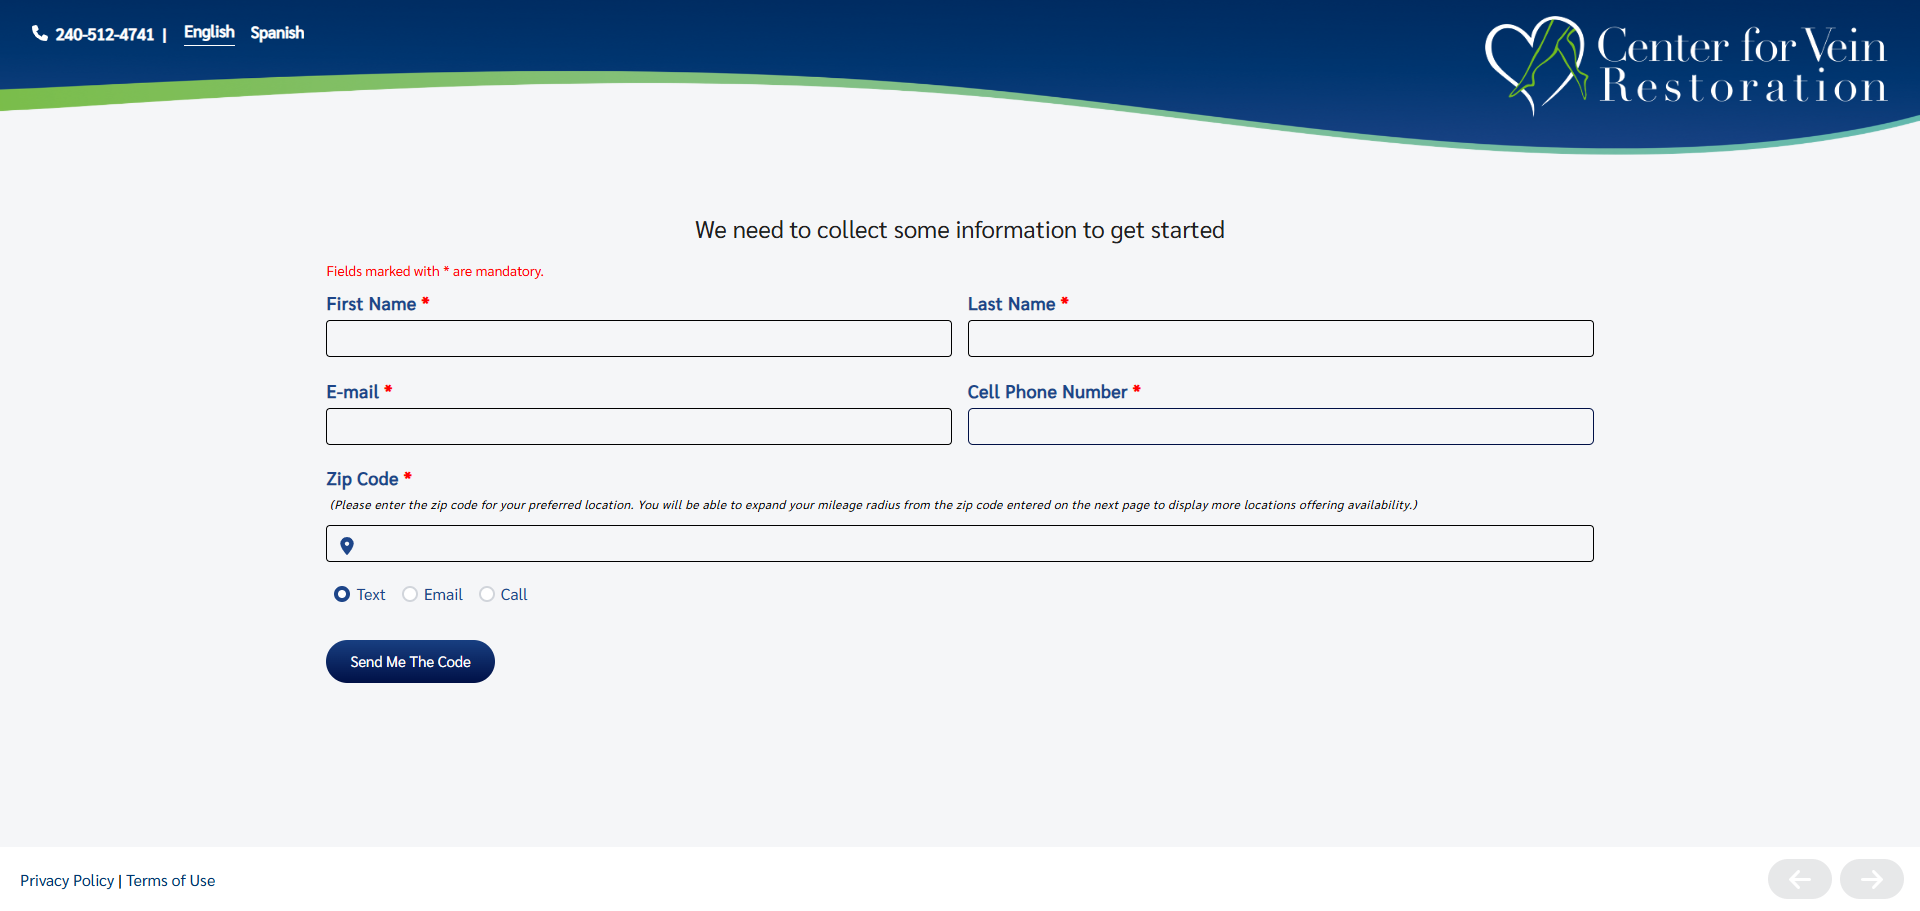 240-512-4741 | English Spanish
Center for Vein
Restoration
We need to collect some information to get started
Fields marked with * are mandatory.
First Name * Last Name *
E-mail * Cell Phone Number *
Zip Code *
(Please enter the zip code for your preferred location. You will be able to expand your mileage radius from the zip code entered on the next page to display more locations offering availability.)
Text Email Call
Send Me The Code
Privacy Policy | Terms of Use